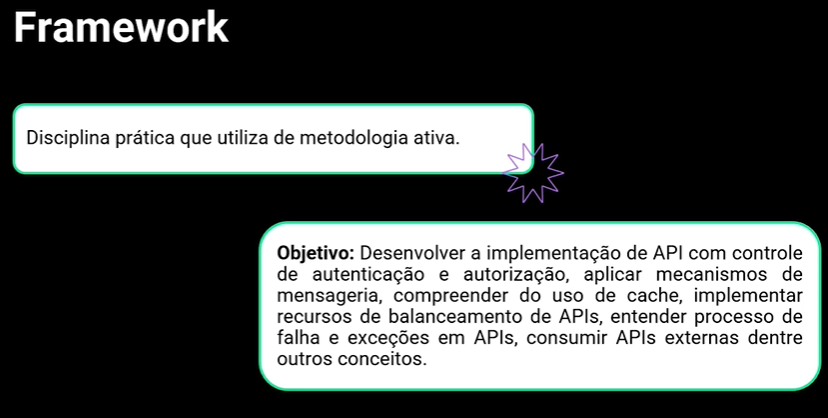 Framework
Disciplina prática que utiliza de metodologia ativa.
Objetivo: Desenvolver a implementação de API com controle
de autenticação e autorização, aplicar mecanismos de
mensageria, compreender do uso de cache, implementar
recursos de balanceamento de APIs, entender processo de
falha e exceções em APIs, consumir APIs externas dentre
outros conceitos.